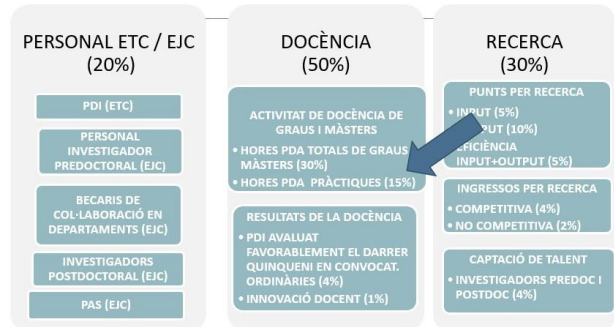 PERSONAL ETC / EJC
(20%)
PDI (ETC)
PERSONAL
INVESTIGADOR
PREDOCTORAL (EJC)
BECARIS DE
COL·LABORACIÓ EN
DEPARTAMENTS (EJC)
INVESTIGADORS
POSTDOCTORAL (EJC)
PAS (EJC)
DOCÈNCIA
(50%)
ACTIVITAT DE DOCÈNCIA DE
GRAUS I MÀSTERS
• HORES PDA TOTALS DE GRAUS
MÀSTERS (30%)
• HORES PDA PRÀCTIQUES (15%)
RESULTATS DE LA DOCÈNCIA
• PDI AVALUAT
FAVORABLEMENT EL DARRER
QUINQUENI EN CONVOCAT.
ORDINÀRIES (4%)
• INNOVACIÓ DOCENT (1%)
RECERCA
(30%)
PUNTS PER RECERCA
• INPUT (5%)
(10%)
EFICIÈNCIA
INPUT+OUTPUT (5%)
INGRESSOS PER RECERCA
• COMPETITIVA (4%)
• NO COMPETITIVA (2%)
CAPTACIÓ DE TALENT
• INVESTIGADORS PREDOC I
POSTDOC (4%)